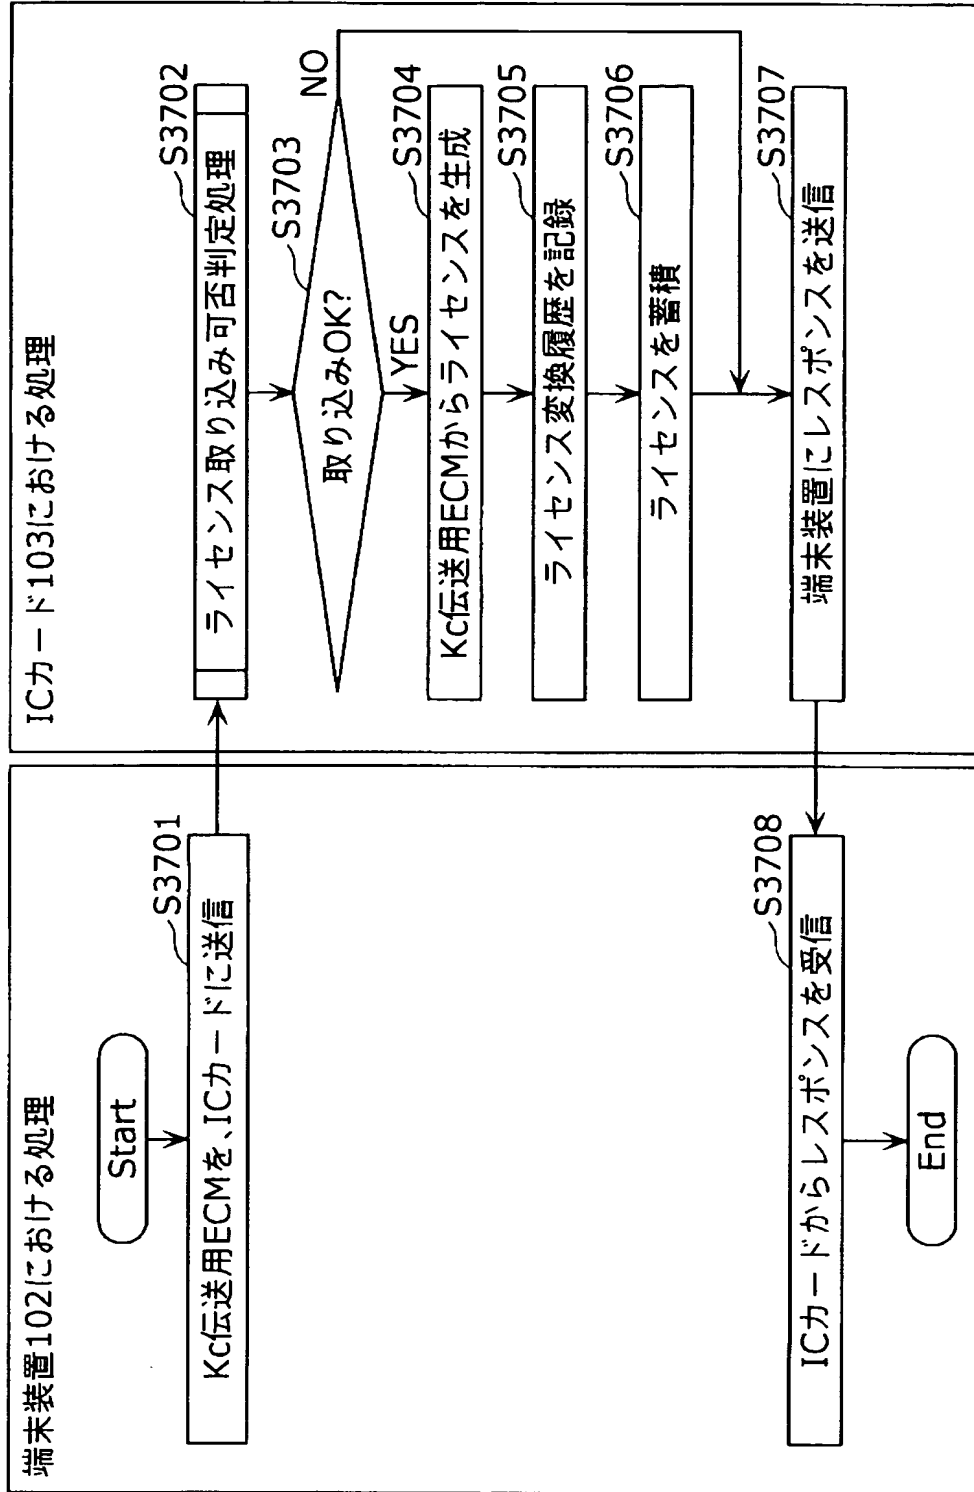 端末装置102における処理
Start
S3701
Kc伝送用ECMを、ICカードに送信
ICカード103における処理
S3702
ライセンス取り込み可否判定処理
S3703
取り込みOK?
NO
YES
S3704
Kc伝送用ECMからライセンスを生成
S3705
ライセンス変換履歴を記録
S3706
ライセンスを蓄積
S3707
端末装置にレスポンスを送信
S3708
ICカードからレスポンスを受信
End